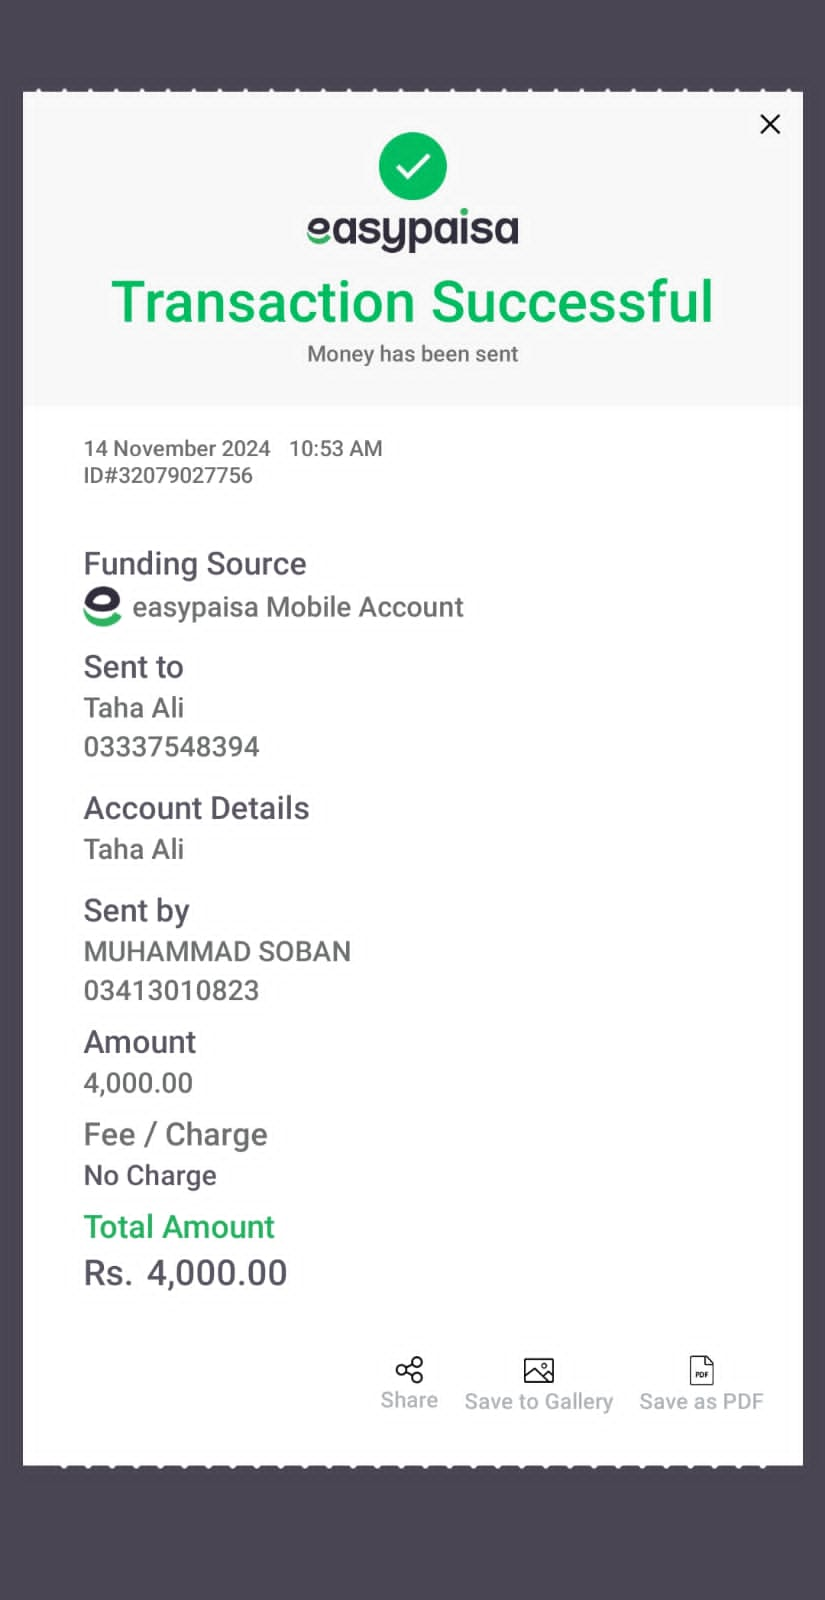 easypaisa
Transaction Successful
Money has been sent
14 November 2024 10:53 AM
ID#32079027756
Funding Source
easypaisa Mobile Account
Sent to
Taha Ali
03337548394
Account Details
Taha Ali
Sent by
MUHAMMAD SOBAN
03413010823
Amount
4,000.00
Fee / Charge
No Charge
Total Amount
Rs. 4,000.00
PDF
Share Save to Gallery Save as PDF